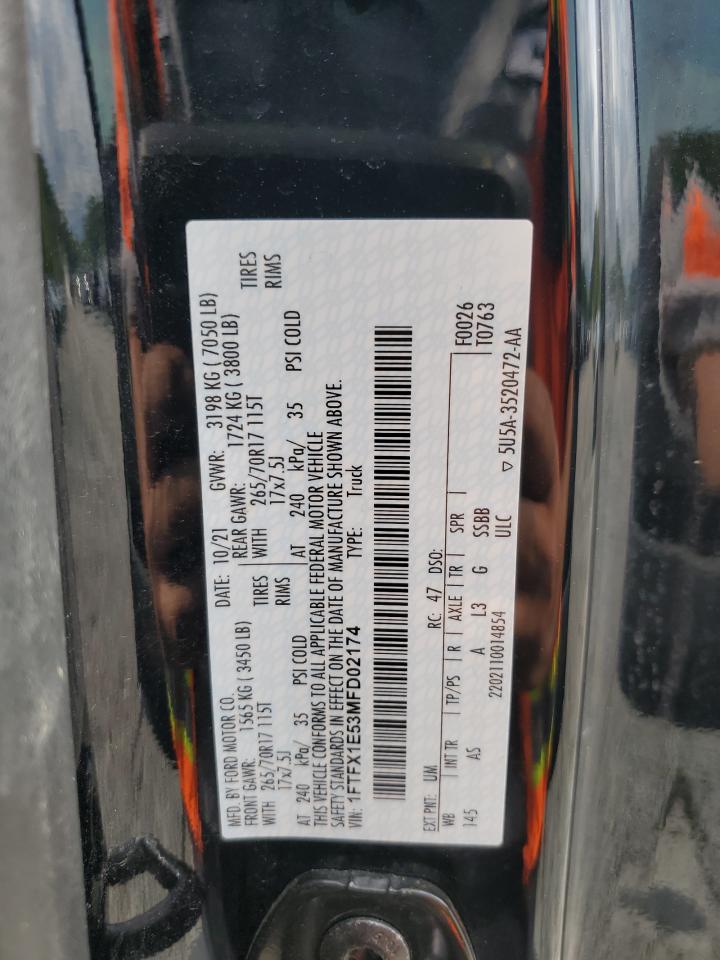 MFD. BY FORD MOTOR CO. DATE: 10/21 GVWR: 3198 KG ( 7050 LB)
FRONT GAWR: 1565 KG ( 3450 LB) REAR GAWR: 1724 KG ( 3800 LB)
WITH 265/70R17 115T TIRES WITH 265/70R17 115T TIRES
17x7.5J RIMS 17x7.5J RIMS
AT 240 kPa/ 35 PSI COLD AT 240 kPa/ 35 PSI COLD
THIS VEHICLE CONFORMS TO ALL APPLICABLE FEDERAL MOTOR VEHICLE
SAFETY STANDARDS IN EFFECT ON THE DATE OF MANUFACTURE SHOWN ABOVE.
VIN: 1FTFX1E53MFD02174 TYPE: Truck
EXT PNT: UM RC: 47 DSO:
WB INT TR TP/PS R AXLE TR SPR F0026
145 AS A L3 G SSBB T0763
2202110014854 ULC ▽ 5U5A-3520472-AA